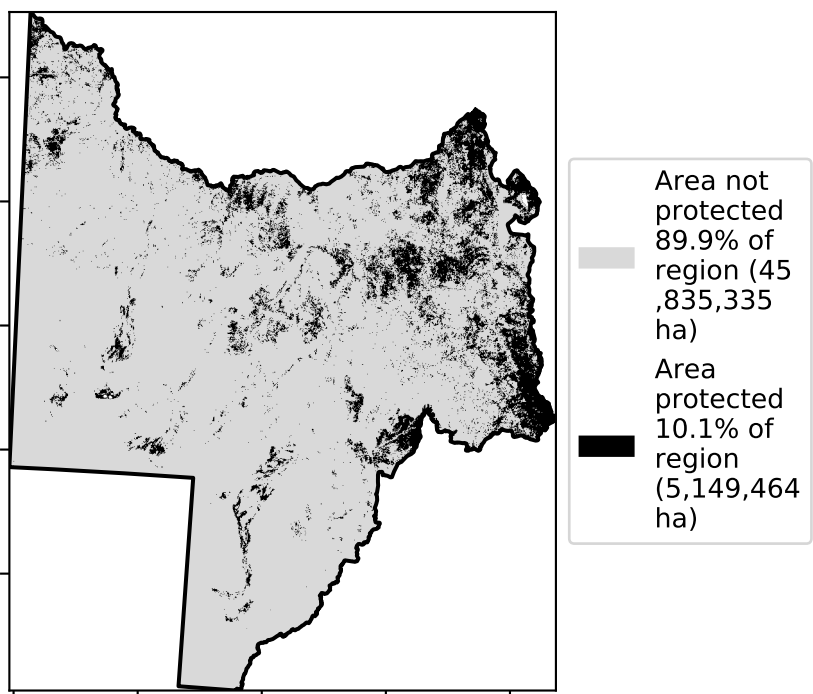 Area not
protected
89.9% of
region (45
,835,335
ha)
Area
protected
10.1% of
region
(5,149,464
ha)